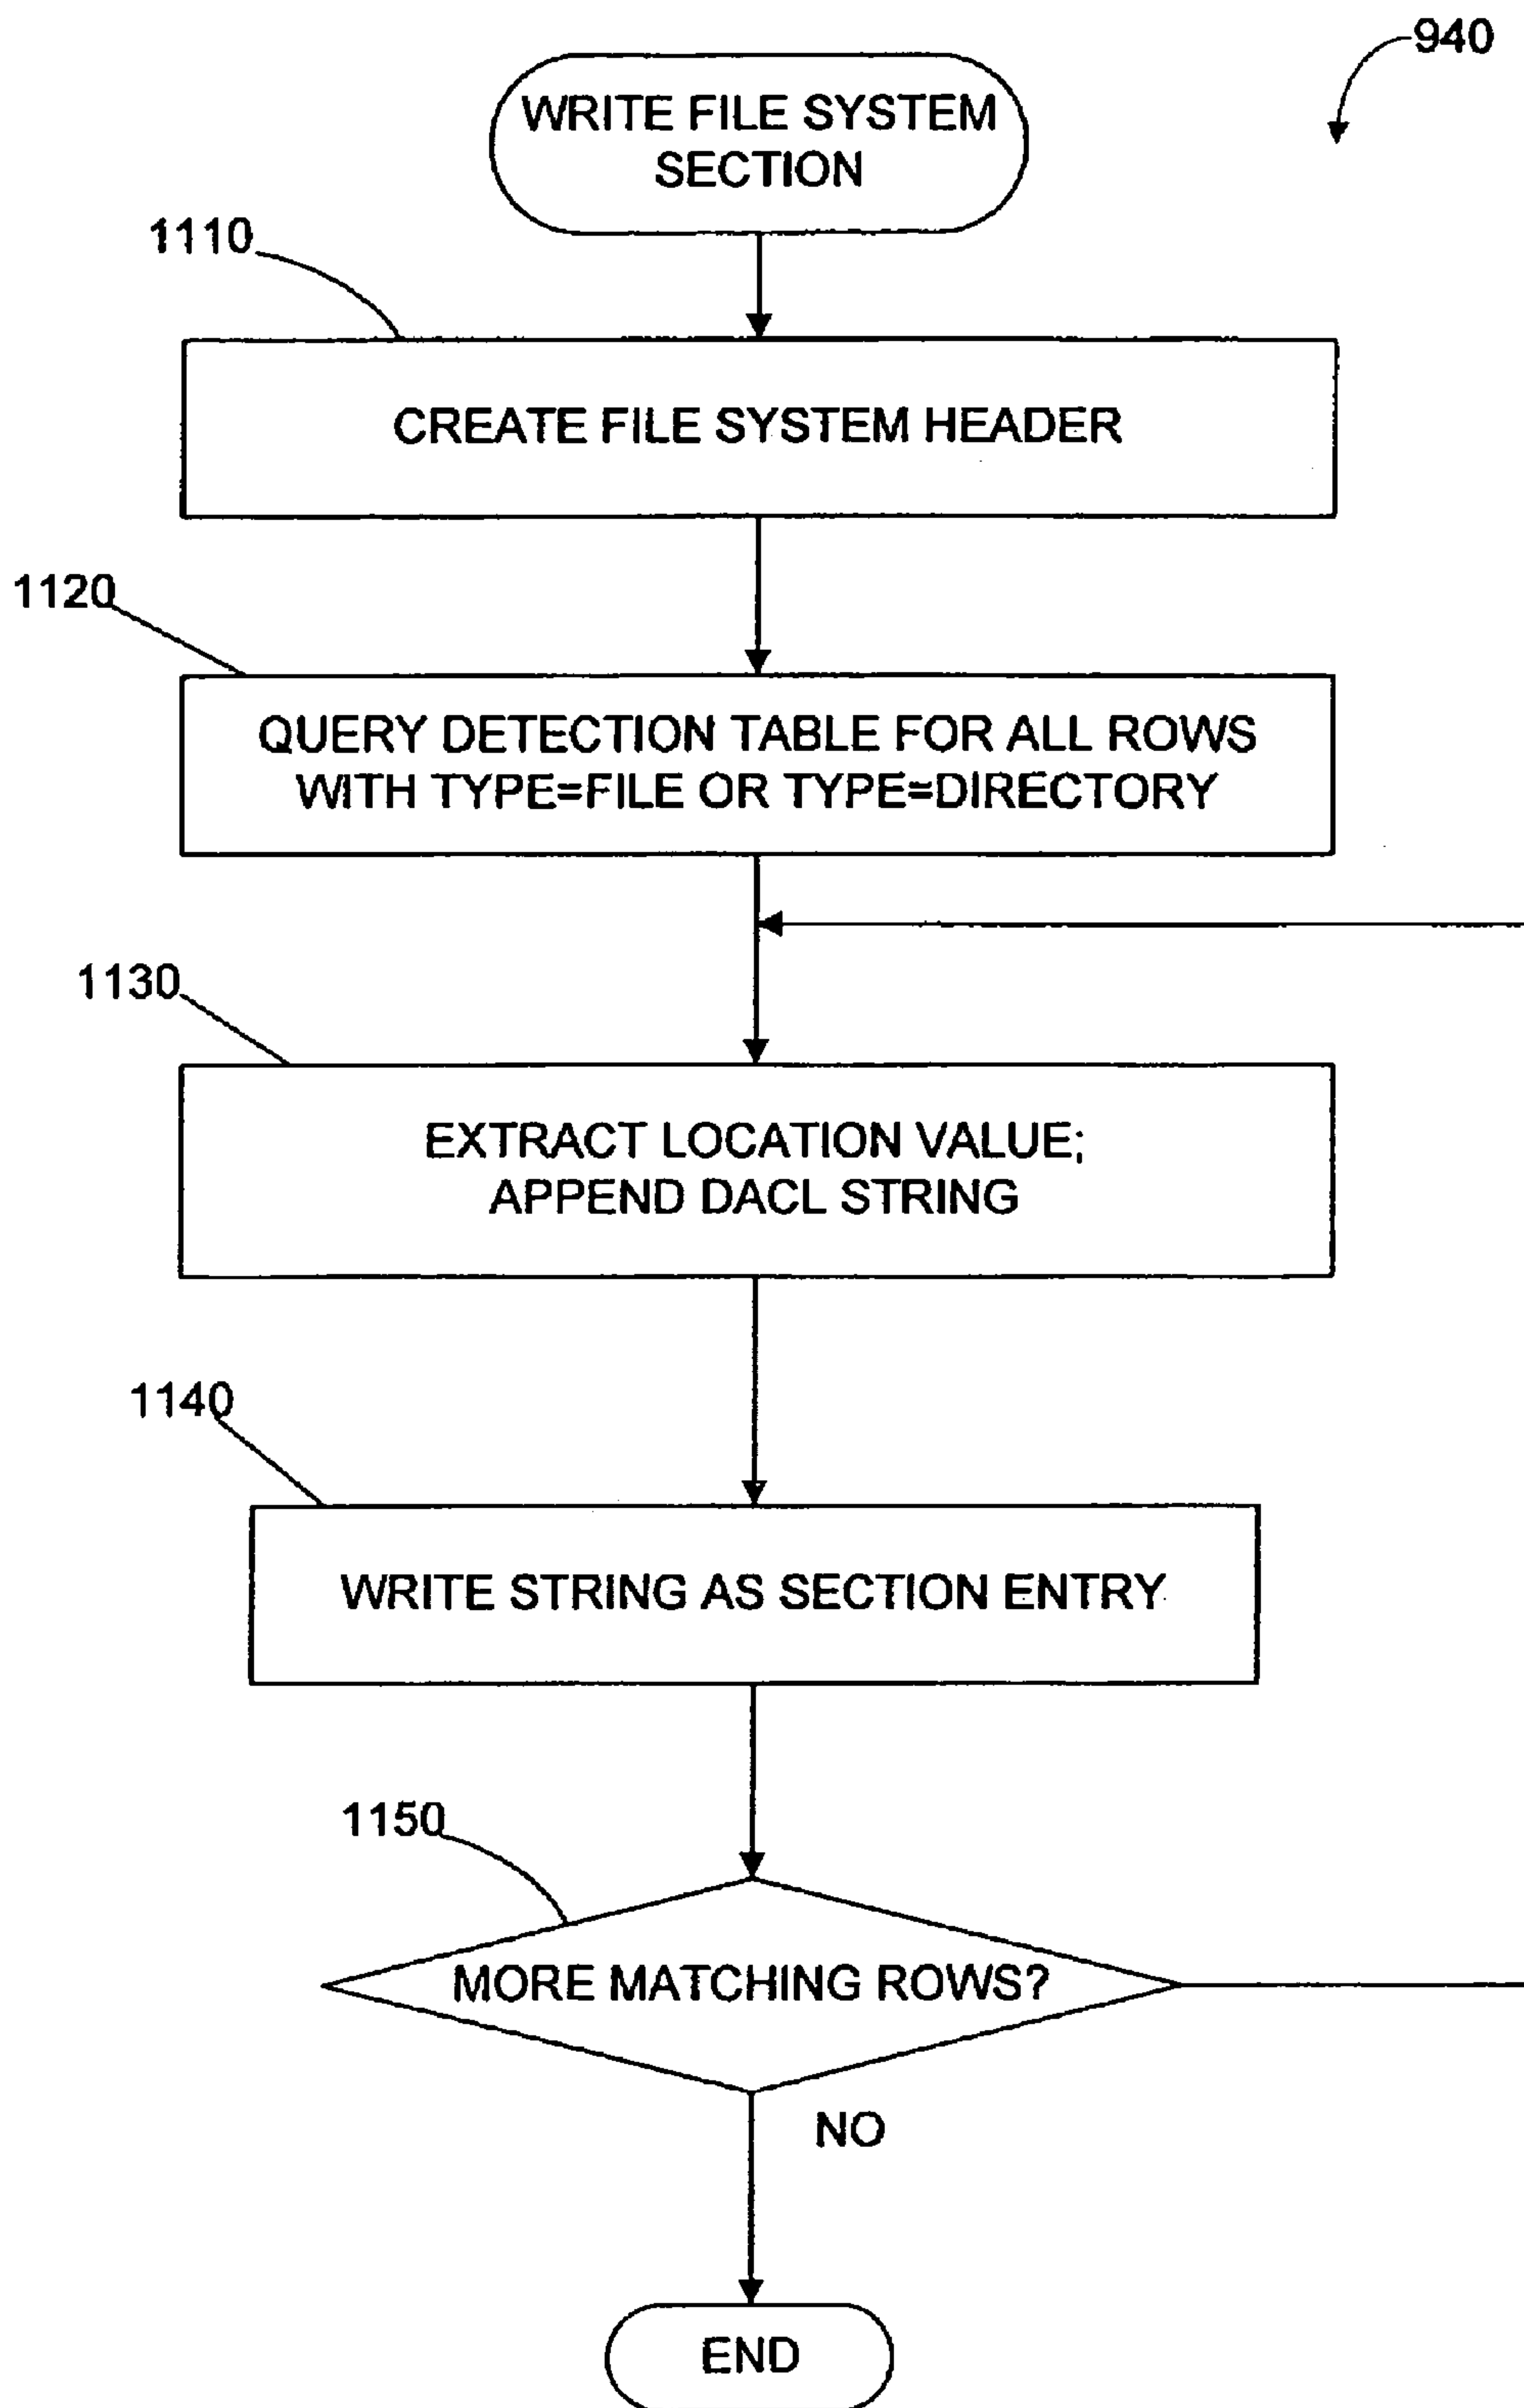 940
WRITE FILE SYSTEM
SECTION
1110
CREATE FILE SYSTEM HEADER
1120
QUERY DETECTION TABLE FOR ALL ROWS
WITH TYPE=FILE OR TYPE=DIRECTORY
1130
EXTRACT LOCATION VALUE;
APPEND DACL STRING
1140
WRITE STRING AS SECTION ENTRY
1150
MORE MATCHING ROWS?
NO
END